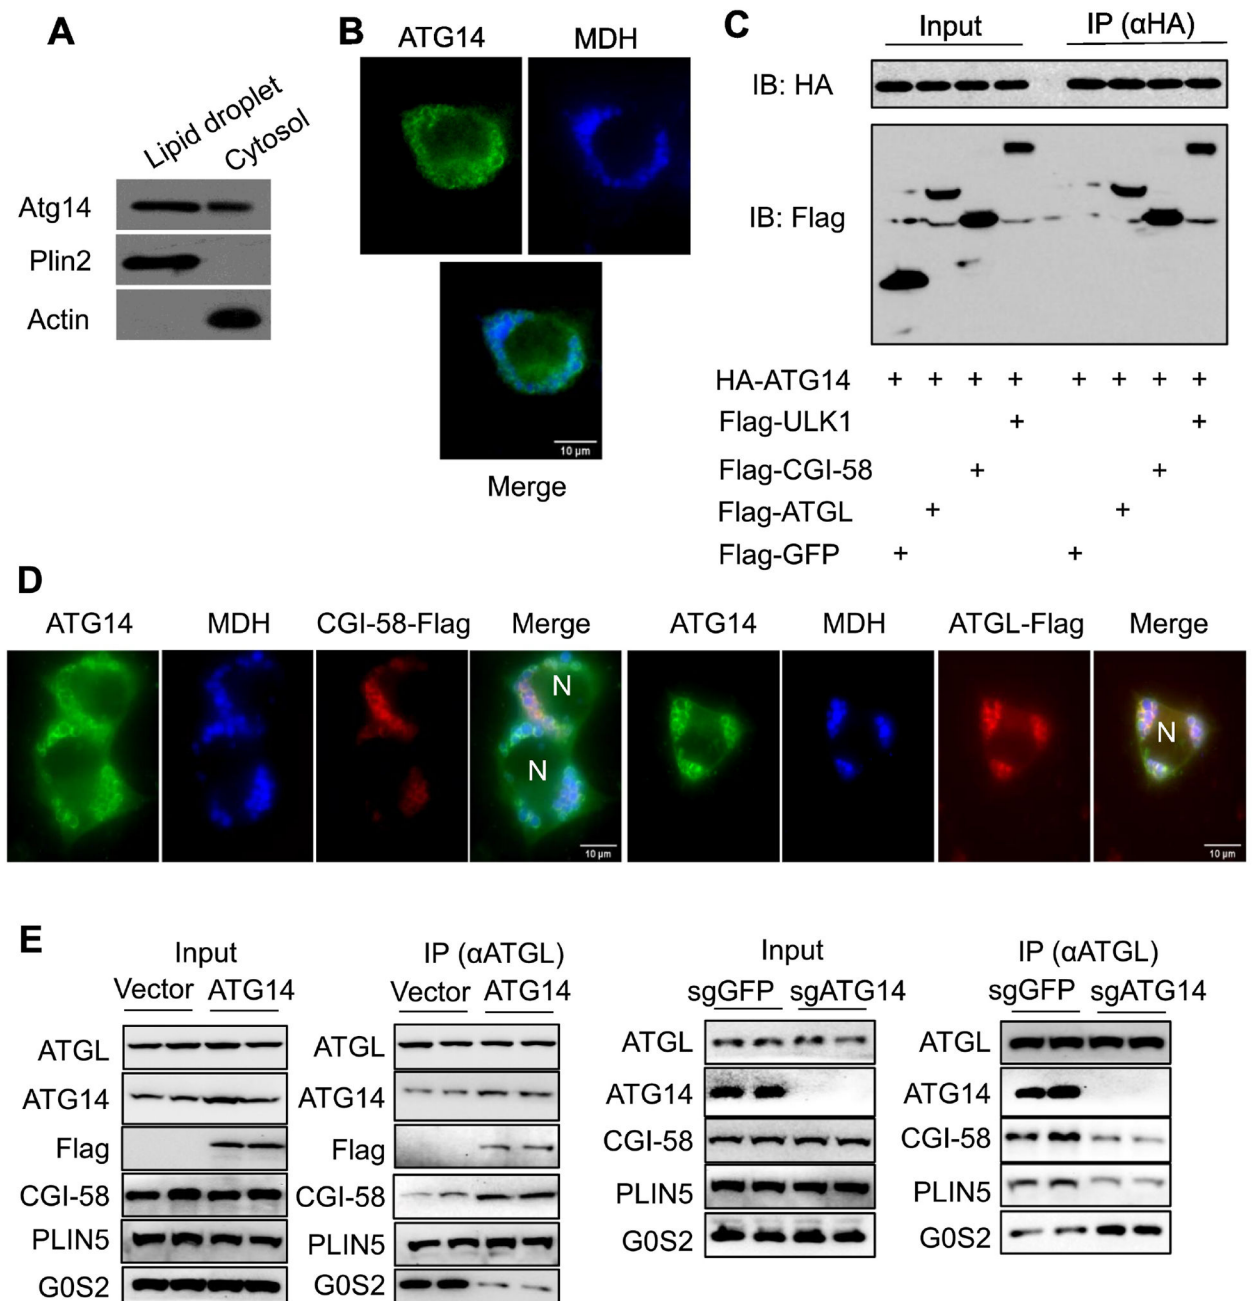 A
Lipid droplet
Cytosol
Atg14
Plin2
Actin
B
ATG14
MDH
10 µm
Merge
C
Input
IP (αHA)
IB: HA
IB: Flag
HA-ATG14 + + + + + + + +
Flag-ULK1 + +
Flag-CGI-58 + +
Flag-ATGL + +
Flag-GFP + +
D
ATG14 MDH CGI-58-Flag Merge ATG14 MDH ATGL-Flag Merge
N
N
10 µm
N
10 µm
E
Input
Vector ATG14
ATGL
ATG14
Flag
CGI-58
PLIN5
G0S2
IP (αATGL)
Vector ATG14
ATGL
ATG14
Flag
CGI-58
PLIN5
G0S2
Input
sgGFP sgATG14
ATGL
ATG14
CGI-58
PLIN5
G0S2
IP (αATGL)
sgGFP sgATG14
ATGL
ATG14
CGI-58
PLIN5
G0S2